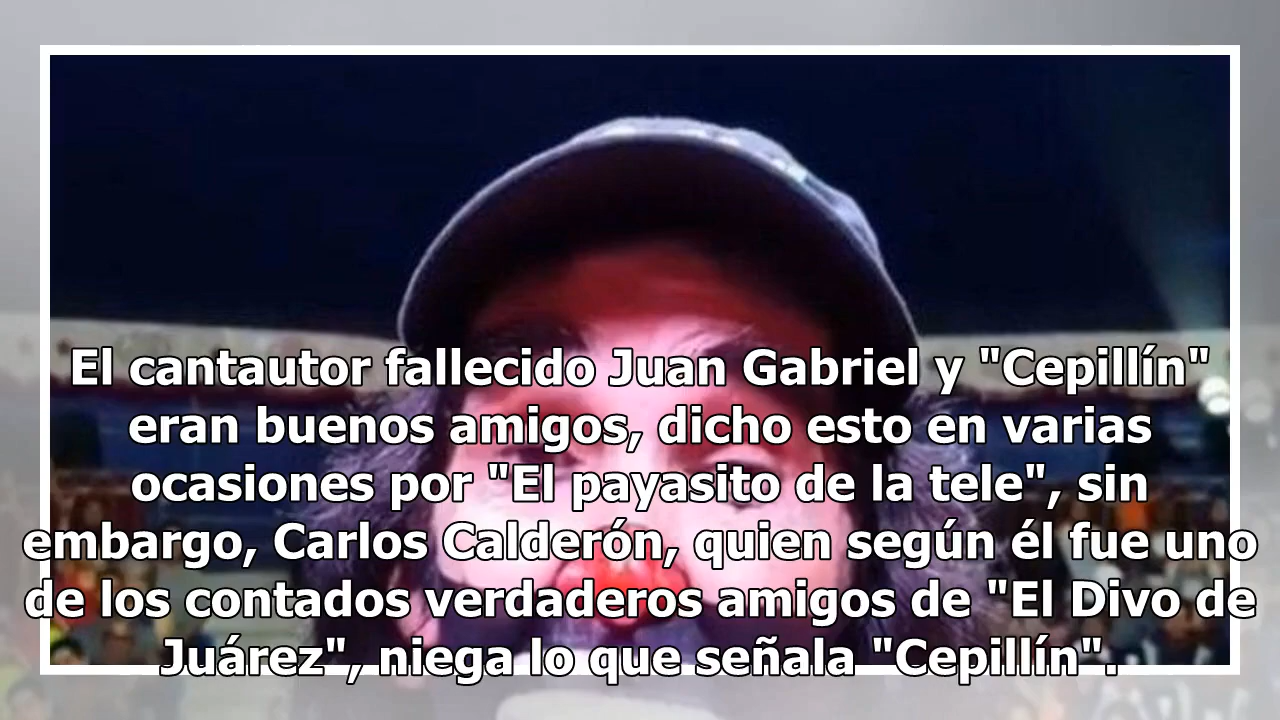 El cantautor fallecido Juan Gabriel y "Cepillín"
eran buenos amigos, dicho esto en varias
ocasiones por "El payasito de la tele", sin
embargo, Carlos Calderón, quien según él fue uno
de los contados verdaderos amigos de "El Divo de
Juárez", niega lo que señala "Cepillín".